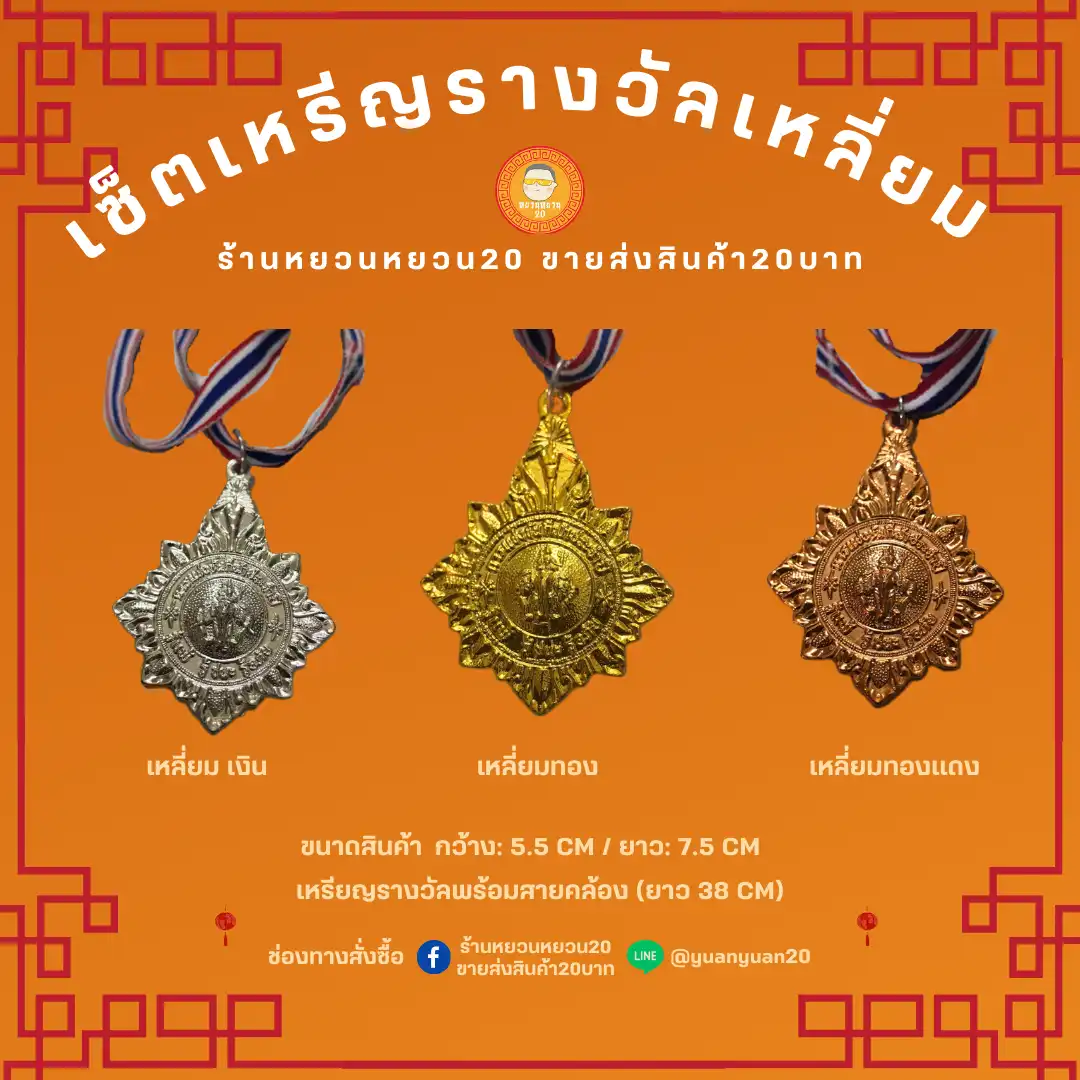 เซ็ตเหรีญรางวัลเหลี่ยม
หยวนหยวน
20
ร้านหยวนหยวน20 ขายส่งสินค้า20บาท
เหลี่ยม เงิน
เหลี่ยมทอง
เหลี่ยมทองแดง
ขนาดสินค้า กว้าง: 5.5 CM / ยาว: 7.5 CM
เหรียญรางวัลพร้อมสายคล้อง (ยาว 38 CM)
ช่องทางสั่งซื้อ
ร้านหยวนหยวน20
ขายส่งสินค้า20บาท
LINE
@yuanyuan20